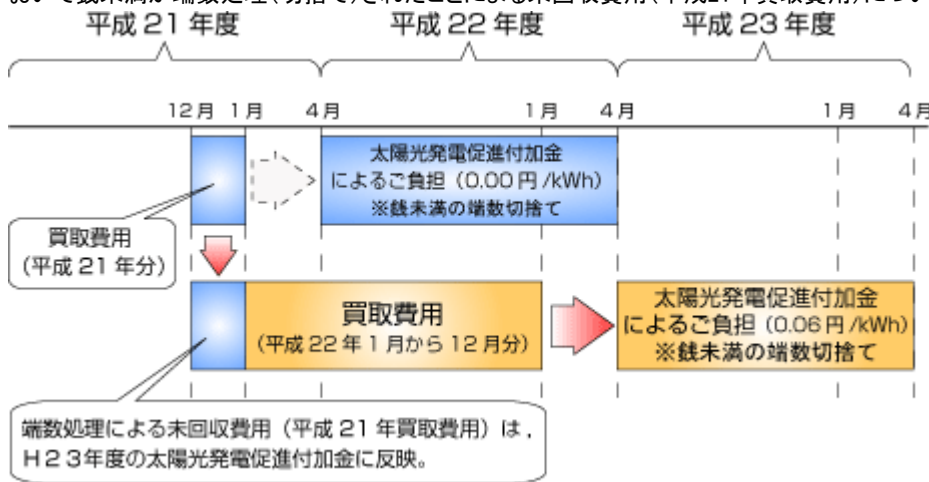 平成 21 年度 平成 22 年度 平成 23 年度
12月 1月 4月 1月 4月 1月 4月
太陽光発電促進付加金
によるご負担（0.00 円 /kWh）
※銭未満の端数切捨て
買取費用
（平成 21 年分）
買取費用
（平成 22 年 1 月から 12 月分）
太陽光発電促進付加金
によるご負担（0.06 円 /kWh）
※銭未満の端数切捨て
端数処理による未回収費用（平成 21 年買取費用）は，
H２３年度の太陽光発電促進付加金に反映。